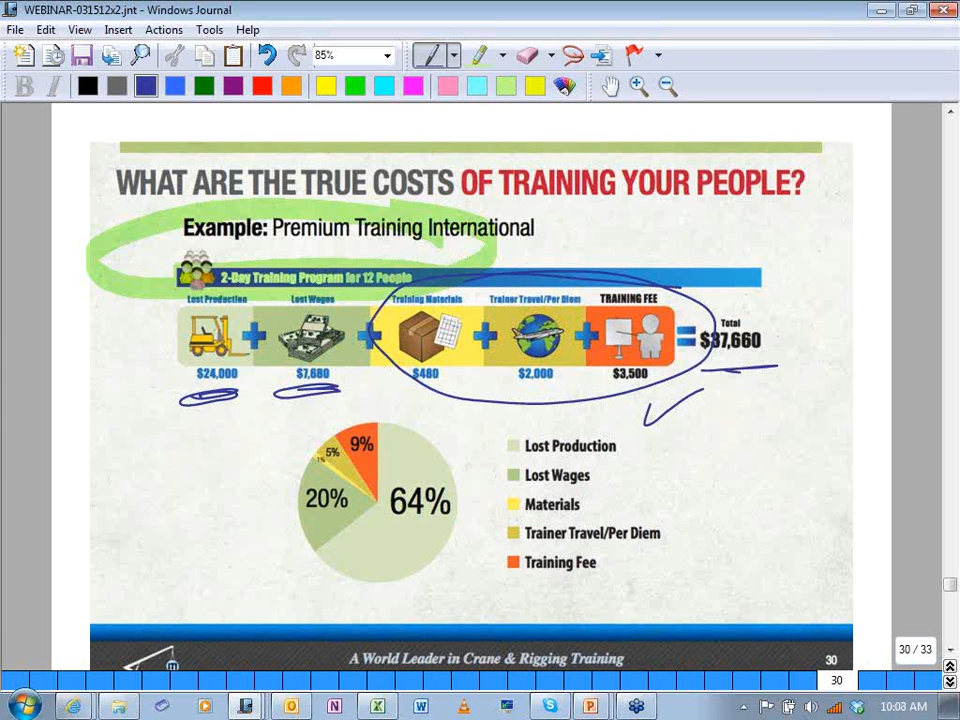 WEBINAR-031512x2.jnt - Windows Journal
File Edit View Insert Actions Tools Help
85%
B I
WHAT ARE THE TRUE COSTS OF TRAINING YOUR PEOPLE?
Example: Premium Training International
2-Day Training Program for 12 People
Lost Production Lost Wages Training Materials Trainer Travel/Per Diem TRAINING FEE
Total
$37,660
$24,000 $7,680 $480 $2,000 $3,500
9%
5%
1%
20%
64%
Lost Production
Lost Wages
Materials
Trainer Travel/Per Diem
Training Fee
A World Leader in Crane & Rigging Training
30
30 / 33
30
10:08 AM